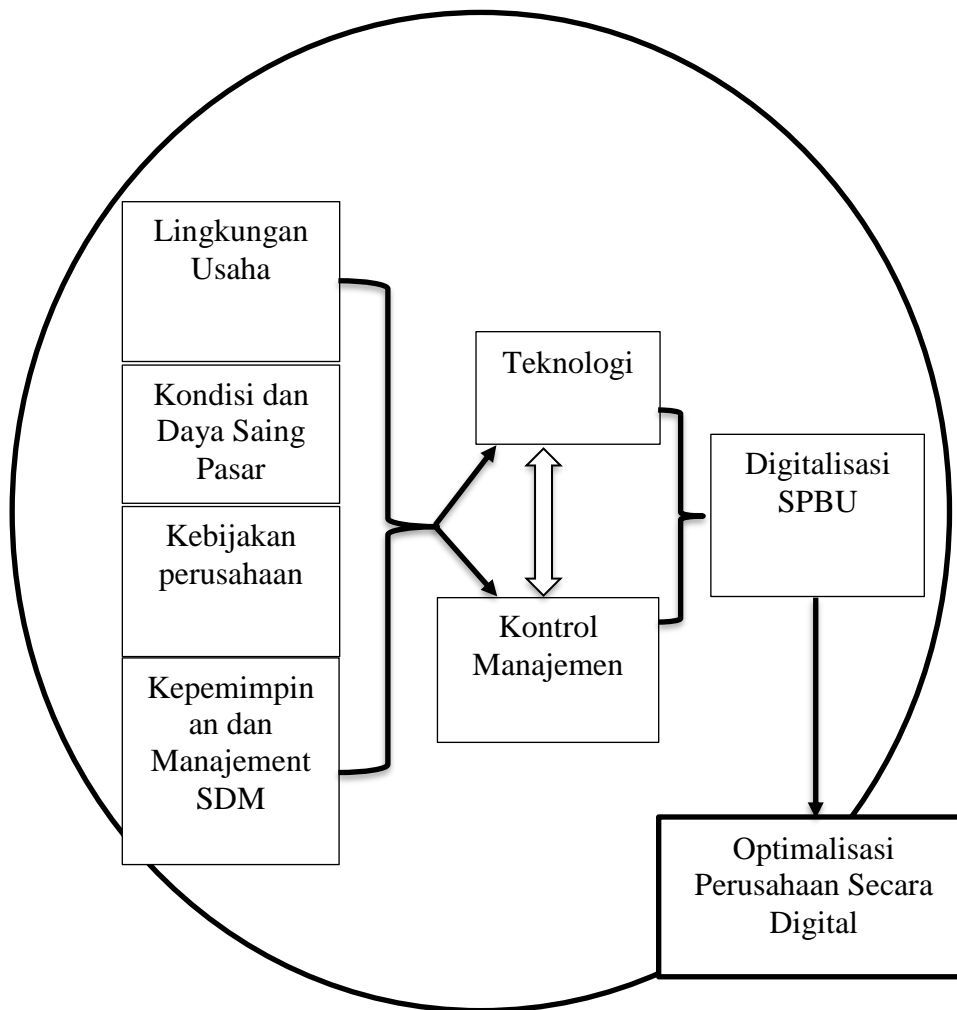 Lingkungan
Usaha
Kondisi dan
Daya Saing
Pasar
Kebijakan
perusahaan
Kepemimpin
an dan
Manajement
SDM
Teknologi
Kontrol
Manajemen
Digitalisasi
SPBU
Optimalisasi
Perusahaan Secara
Digital